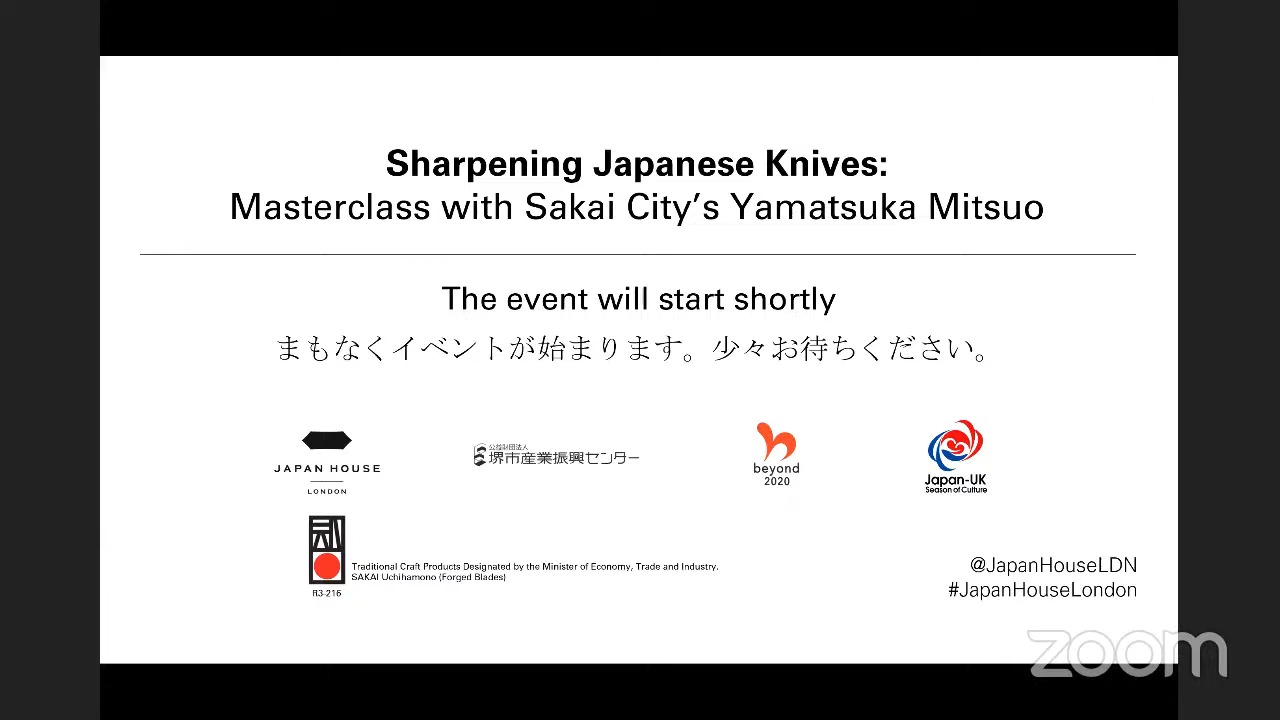 Sharpening Japanese Knives:
Masterclass with Sakai City's Yamatsuka Mitsuo
The event will start shortly
まもなくイベントが始まります。少々お待ちください。
JAPAN HOUSE
LONDON
公益財団法人
堺市産業振興センター
beyond
2020
Japan-UK
Season of Culture
Traditional Craft Products Designated by the Minister of Economy, Trade and Industry.
SAKAI Uchihamono (Forged Blades)
R3-216
@JapanHouseLDN
#JapanHouseLondon
zoom